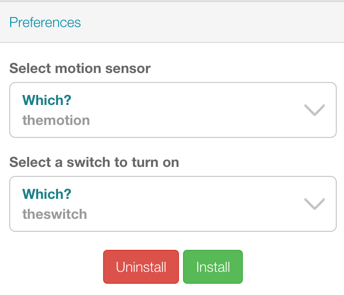 Preferences
Select motion sensor
Which?
themotion
Select a switch to turn on
Which?
theswitch
Uninstall Install